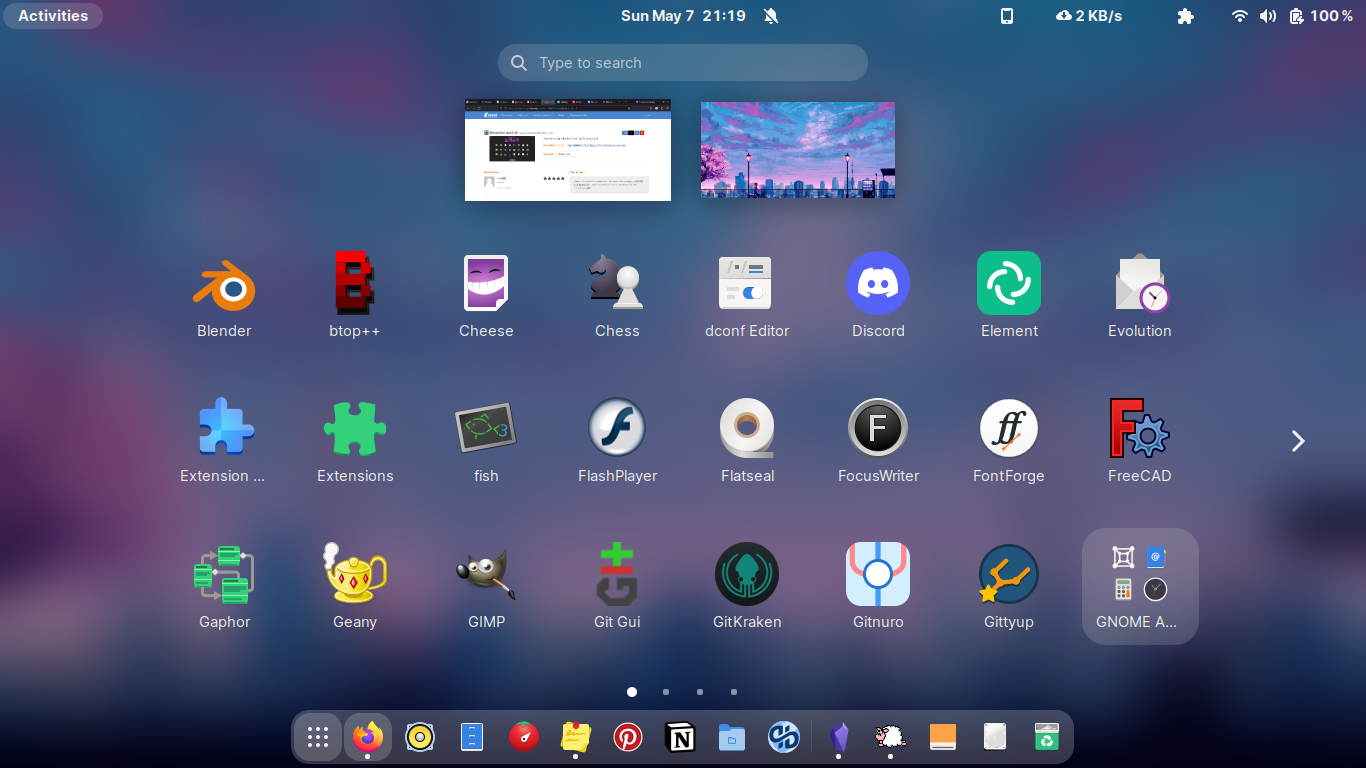 Activities
Sun May 7 21:19
2 KB/s
100 %
Type to search
Blender
btop++
Cheese
Chess
dconf Editor
Discord
Element
Evolution
Extension ...
Extensions
fish
FlashPlayer
Flatseal
FocusWriter
FontForge
FreeCAD
Gaphor
Geany
GIMP
Git Gui
GitKraken
Gitnuro
Gittyup
GNOME A...